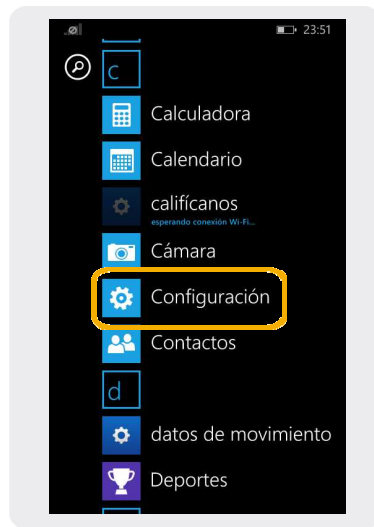 23:51
c
Calculadora
Calendario
califícanos
esperando conexión Wi-Fi...
Cámara
Configuración
Contactos
d
datos de movimiento
Deportes